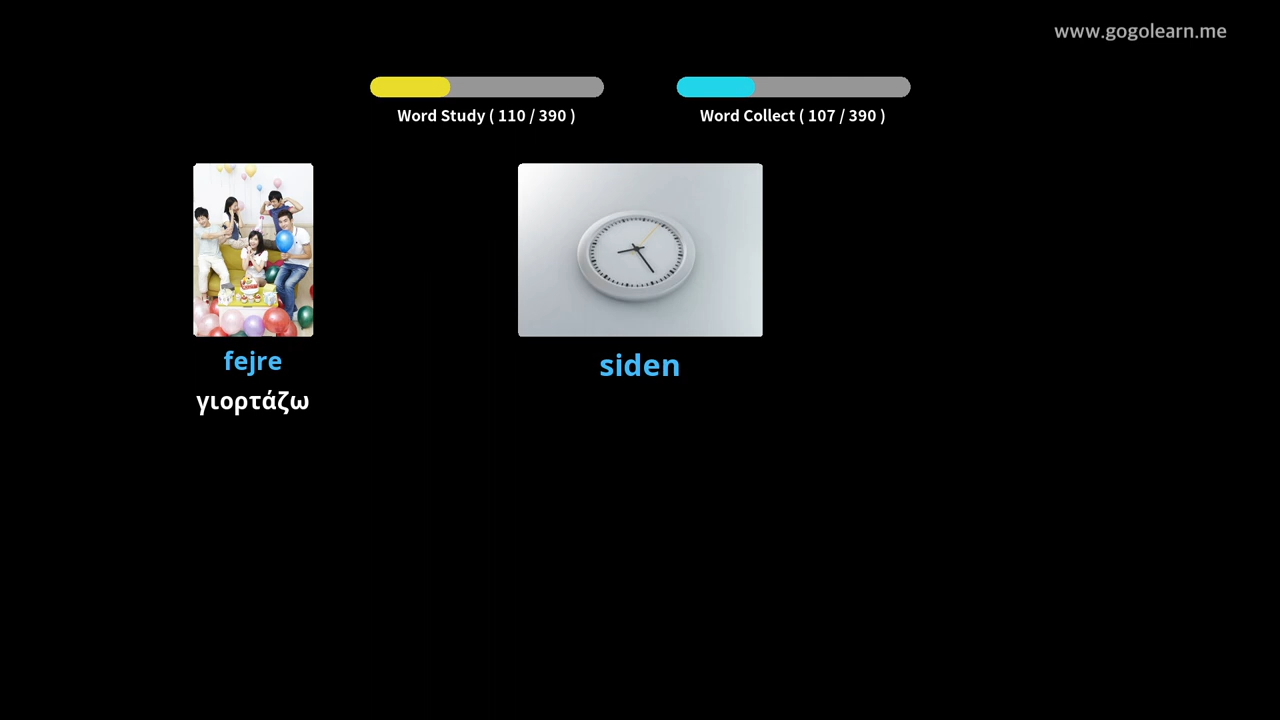 www.gogolearn.me
Word Study ( 110 / 390 )
Word Collect ( 107 / 390 )
fejre
γιορτάζω
siden